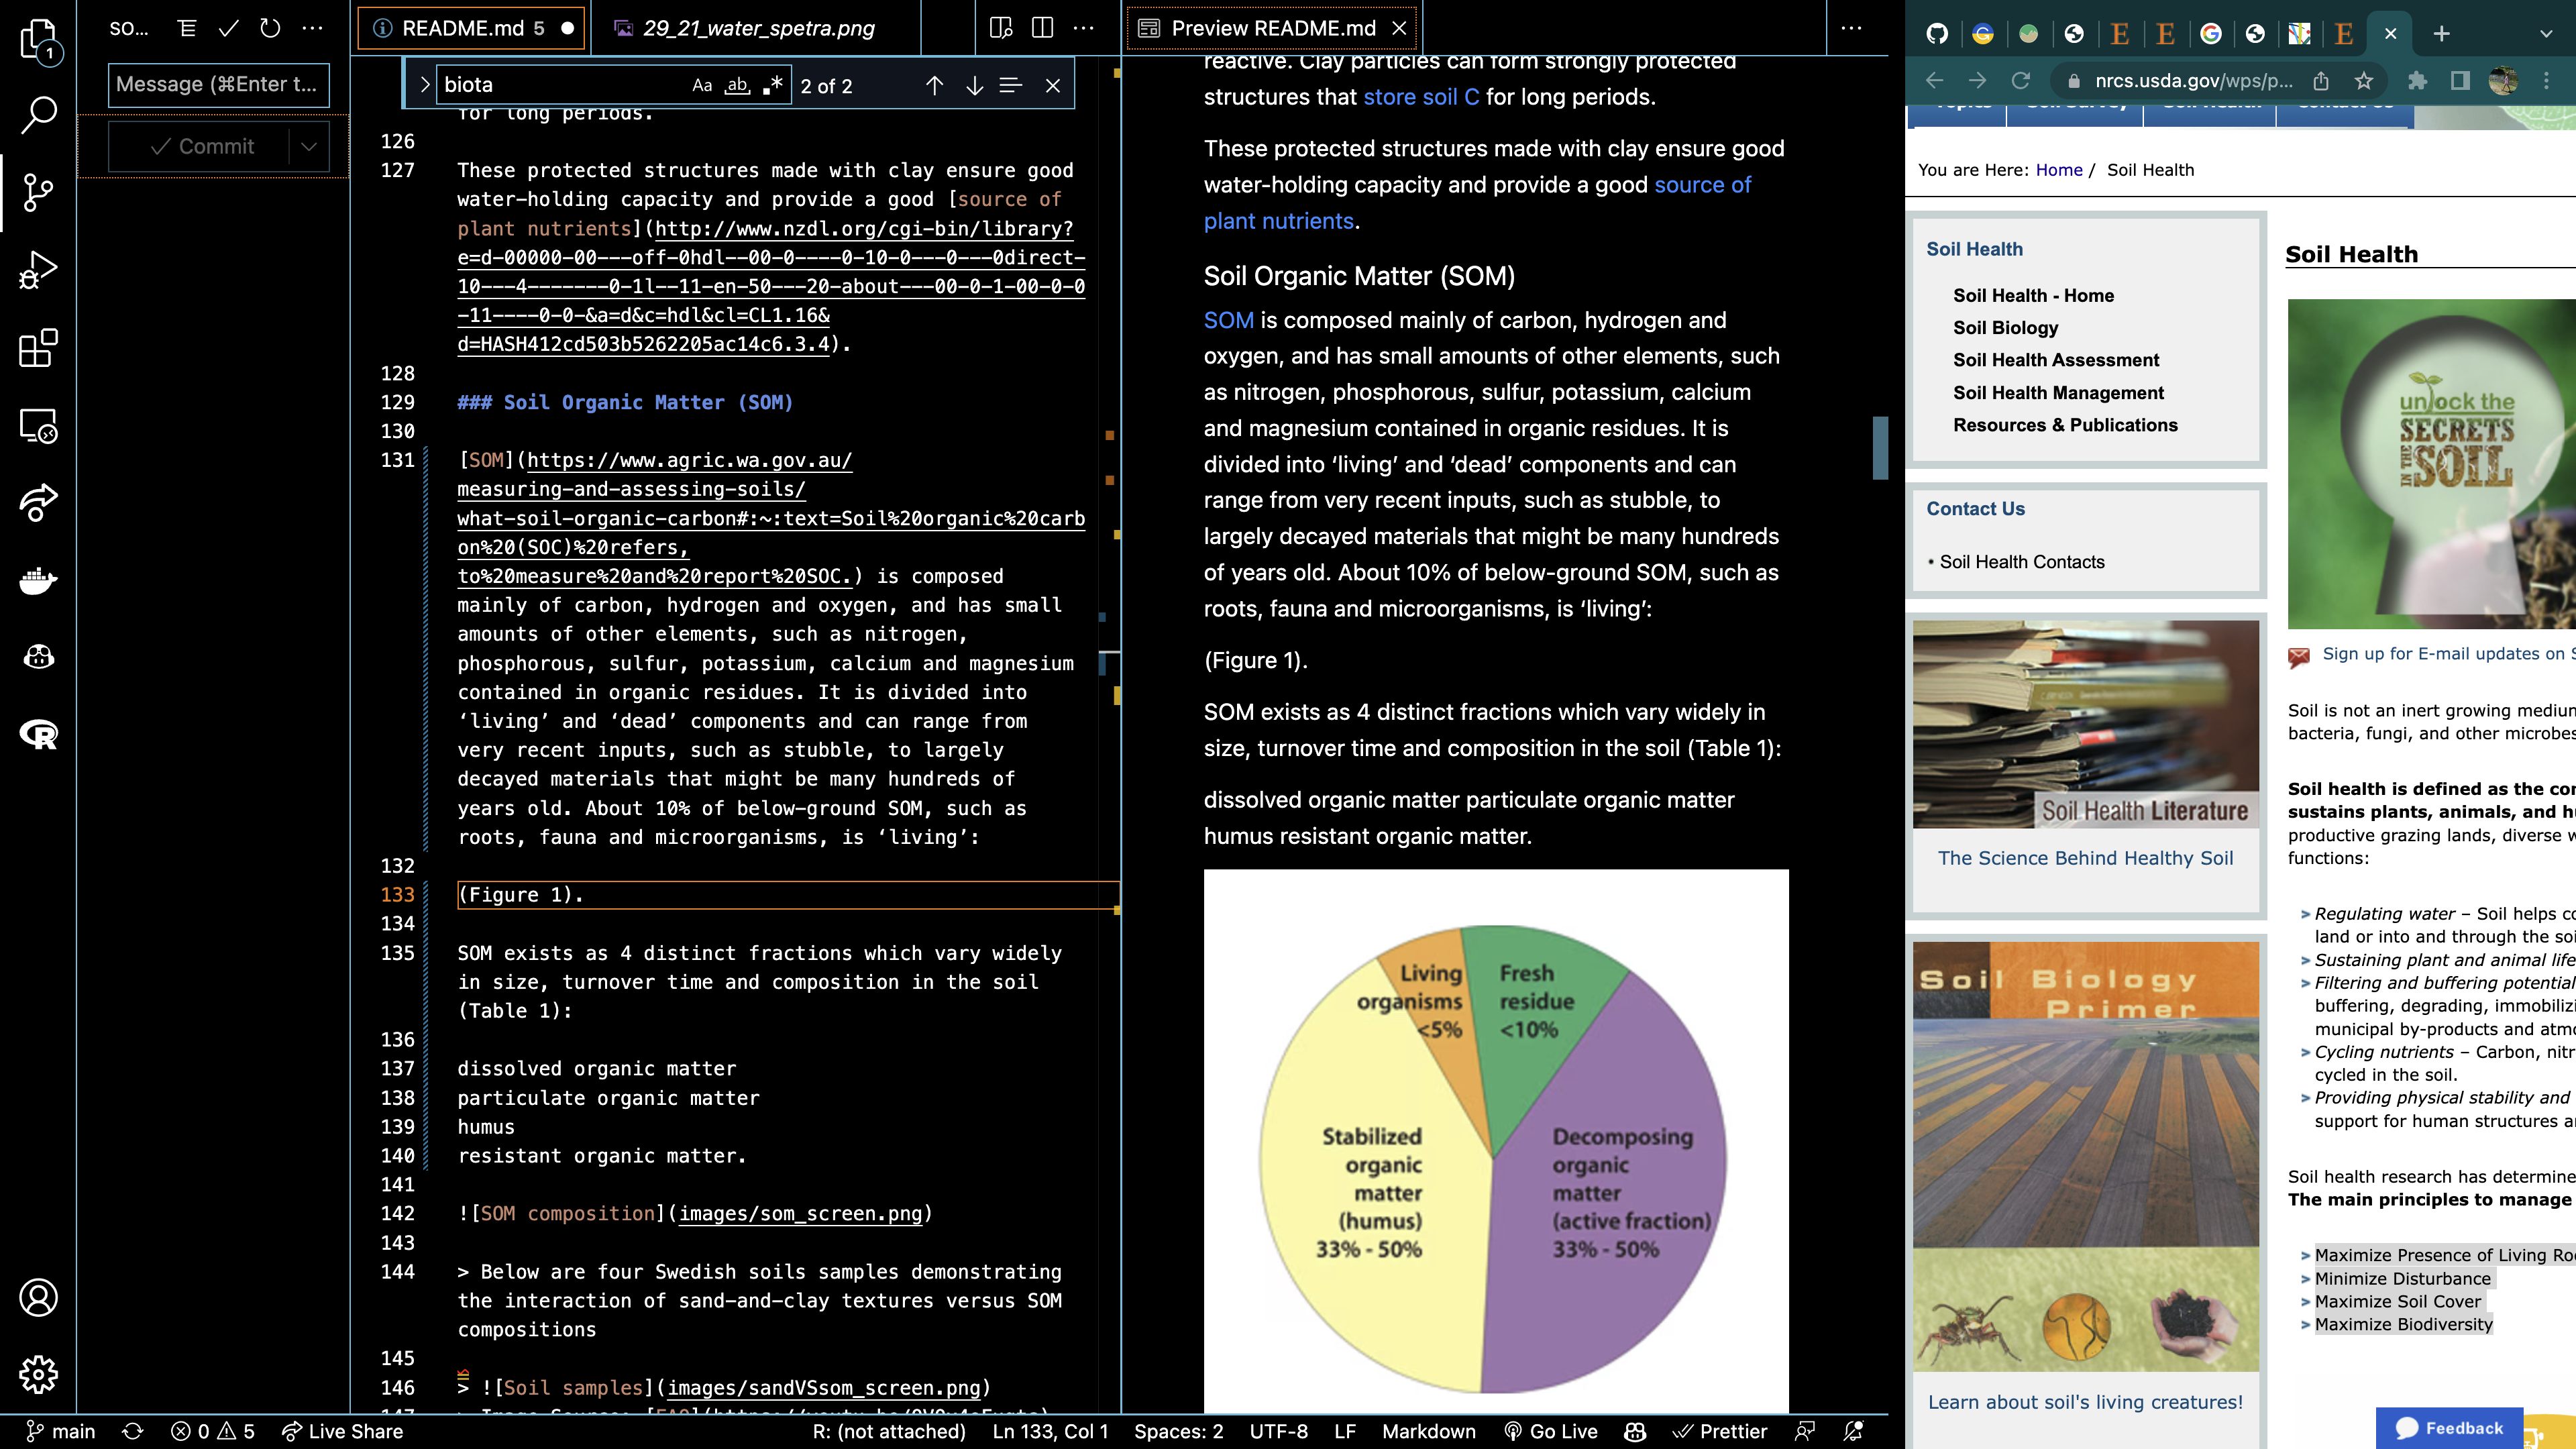 SO...
Message (⌘Enter t...
Commit
1
README.md 5
29_21_water_spetra.png
biota
Aa
ab
2 of 2
for long periods.
126
127 These protected structures made with clay ensure good
water-holding capacity and provide a good [source of
plant nutrients](http://www.nzdl.org/cgi-bin/library?
e=d-00000-00---off-0hdl--00-0----0-10-0---0---0direct-
10---4-------0-1l--11-en-50---20-about---00-0-1-00-0-0
-11----0-0-&a=d&c=hdl&cl=CL1.16&
d=HASH412cd503b5262205ac14c6.3.4).
128
129 ### Soil Organic Matter (SOM)
130
131 [SOM](https://www.agric.wa.gov.au/
measuring-and-assessing-soils/
what-soil-organic-carbon#:~:text=Soil%20organic%20carb
on%20(SOC)%20refers,
to%20measure%20and%20report%20SOC.) is composed
mainly of carbon, hydrogen and oxygen, and has small
amounts of other elements, such as nitrogen,
phosphorous, sulfur, potassium, calcium and magnesium
contained in organic residues. It is divided into
‘living’ and ‘dead’ components and can range from
very recent inputs, such as stubble, to largely
decayed materials that might be many hundreds of
years old. About 10% of below-ground SOM, such as
roots, fauna and microorganisms, is ‘living’:
132
133 (Figure 1).
134
135 SOM exists as 4 distinct fractions which vary widely
in size, turnover time and composition in the soil
(Table 1):
136
137 dissolved organic matter
138 particulate organic matter
139 humus
140 resistant organic matter.
141
142 ![SOM composition](images/som_screen.png)
143
144 > Below are four Swedish soils samples demonstrating
the interaction of sand-and-clay textures versus SOM
compositions
145
146 > ![Soil samples](images/sandVSsom_screen.png)
Preview README.md
reactive. Clay particles can form strongly protected
structures that store soil C for long periods.
These protected structures made with clay ensure good
water-holding capacity and provide a good source of
plant nutrients.
Soil Organic Matter (SOM)
SOM is composed mainly of carbon, hydrogen and
oxygen, and has small amounts of other elements, such
as nitrogen, phosphorous, sulfur, potassium, calcium
and magnesium contained in organic residues. It is
divided into ‘living’ and ‘dead’ components and can
range from very recent inputs, such as stubble, to
largely decayed materials that might be many hundreds
of years old. About 10% of below-ground SOM, such as
roots, fauna and microorganisms, is ‘living’:
(Figure 1).
SOM exists as 4 distinct fractions which vary widely in
size, turnover time and composition in the soil (Table 1):
dissolved organic matter particulate organic matter
humus resistant organic matter.
Living
organisms
<5%
Fresh
residue
<10%
Stabilized
organic
matter
(humus)
33% - 50%
Decomposing
organic
matter
(active fraction)
33% - 50%
main
0
5
Live Share
R: (not attached)
Ln 133, Col 1
Spaces: 2
UTF-8
LF
Markdown
Go Live
Prettier
nrcs.usda.gov/wps/p...
Topics
Soil Survey
Soil Health
Contact Us
You are Here: Home / Soil Health
Soil Health
Soil Health - Home
Soil Biology
Soil Health Assessment
Soil Health Management
Resources & Publications
Contact Us
• Soil Health Contacts
Soil Health Literature
The Science Behind Healthy Soil
Soil Biology
Primer
Learn about soil's living creatures!
Soil Health
unlock the
SECRETS
IN THE
SOIL
Sign up for E-mail updates on S
Soil is not an inert growing medium
bacteria, fungi, and other microbes
Soil health is defined as the con
sustains plants, animals, and hu
productive grazing lands, diverse w
functions:
Regulating water – Soil helps co
land or into and through the soi
Sustaining plant and animal life
Filtering and buffering potential
buffering, degrading, immobilizi
municipal by-products and atmo
Cycling nutrients – Carbon, nitr
cycled in the soil.
Providing physical stability and
support for human structures a
Soil health research has determine
The main principles to manage
Maximize Presence of Living Roo
Minimize Disturbance
Maximize Soil Cover
Maximize Biodiversity
Feedback